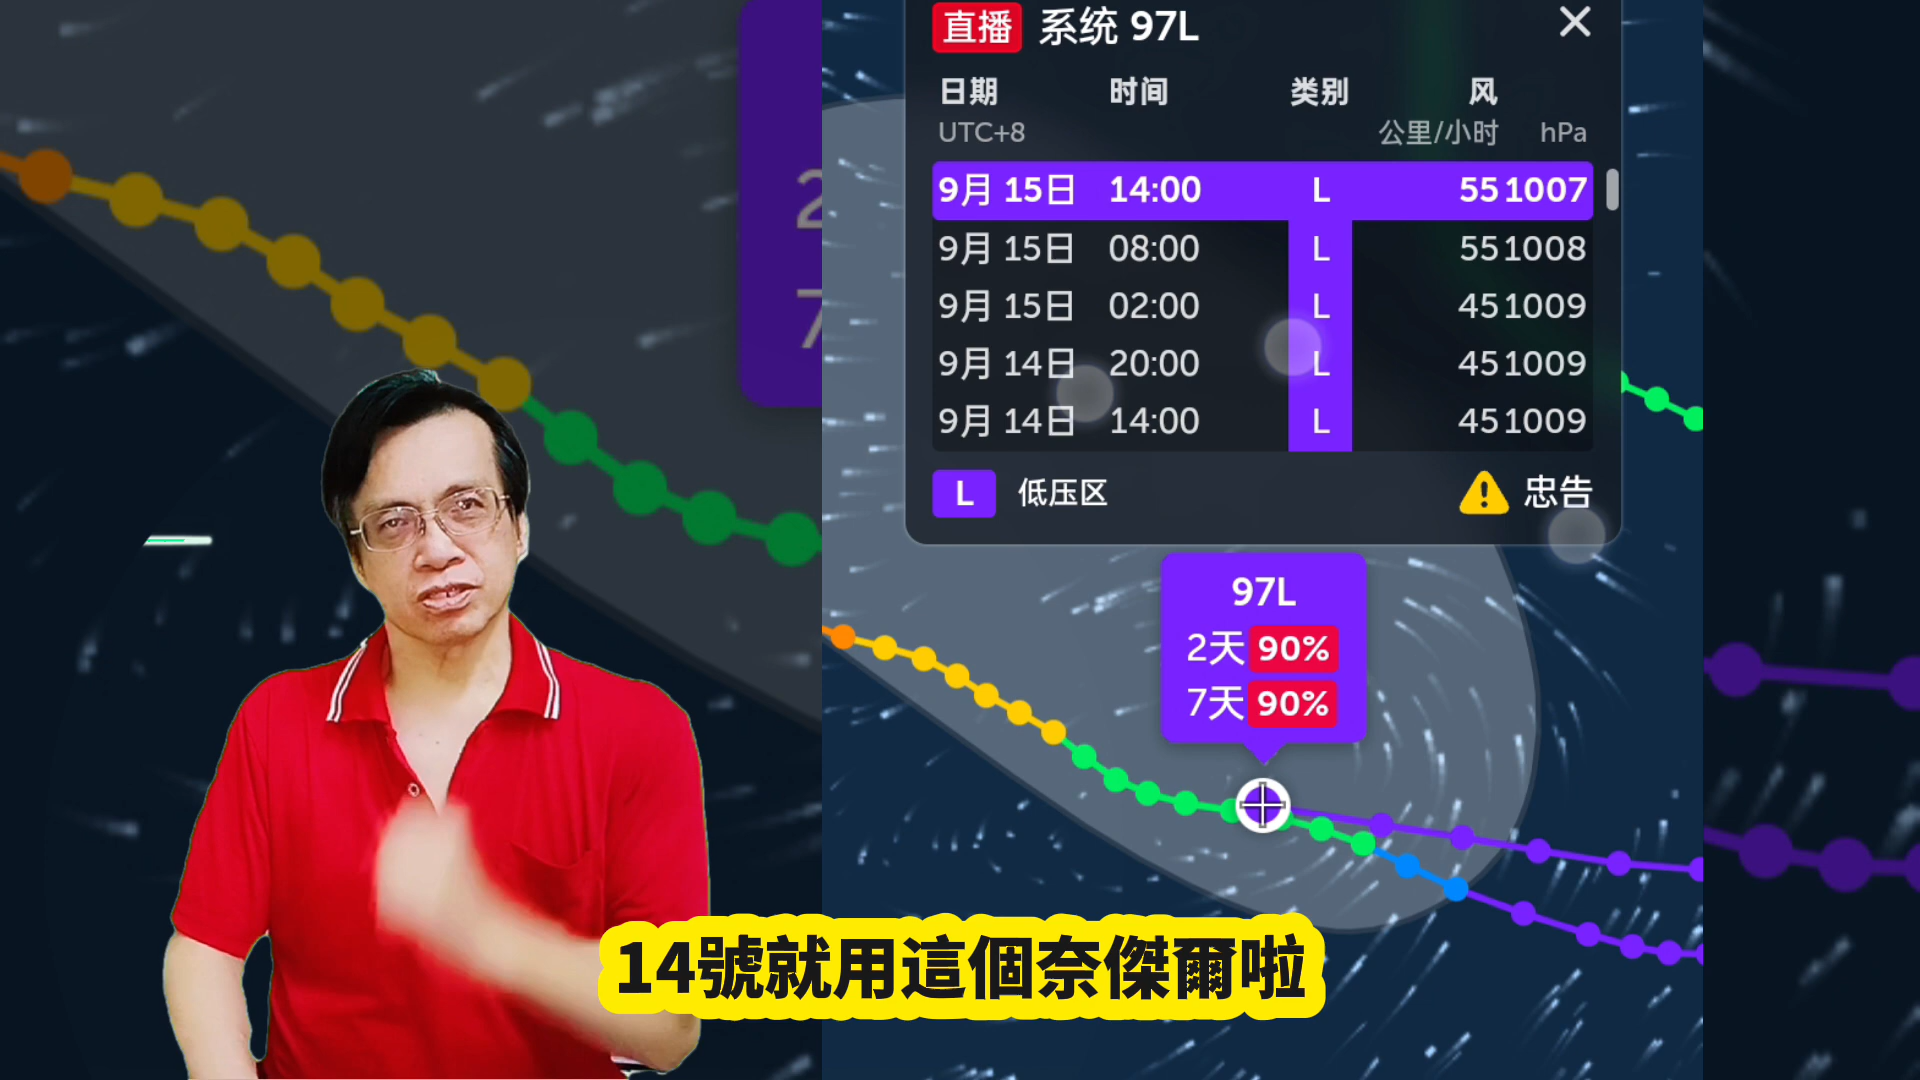 直播 系统 97L
日期 时间 类别 风
UTC+8 公里/小时 hPa
9月 15日 14:00 L 55 1007
9月 15日 08:00 L 55 1008
9月 15日 02:00 L 45 1009
9月 14日 20:00 L 45 1009
9月 14日 14:00 L 45 1009
L 低压区 忠告
97L
2天 90%
7天 90%
14號就用這個奈傑爾啦